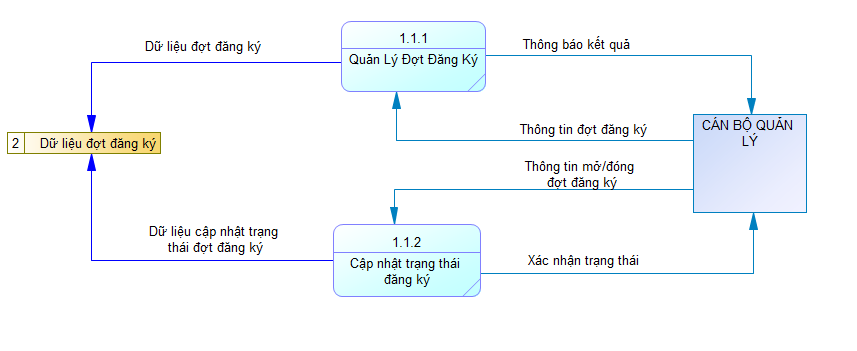 1.1.1
Dữ liệu đợt đăng ký
Quản Lý Đợt Đăng Ký
Thông báo kết quả
2
Dữ liệu đợt đăng ký
Thông tin đợt đăng ký
CÁN BỘ QUẢN
LÝ
Thông tin mở/đóng
đợt đăng ký
Dữ liệu cập nhật trạng
thái đợt đăng ký
1.1.2
Cập nhật trạng thái
đăng ký
Xác nhận trạng thái